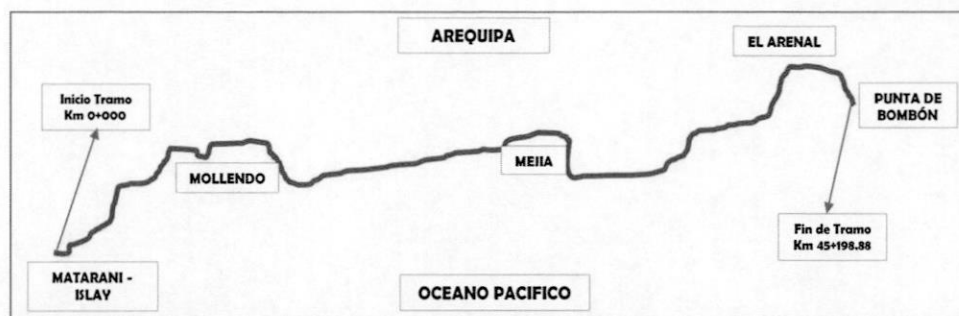 AREQUIPA
EL ARENAL
Inicio Tramo
Km 0+000
PUNTA DE
BOMBÓN
MOLLENDO
MEJIA
Fin de Tramo
Km 45+198.88
MATARANI -
ISLAY
OCEANO PACIFICO